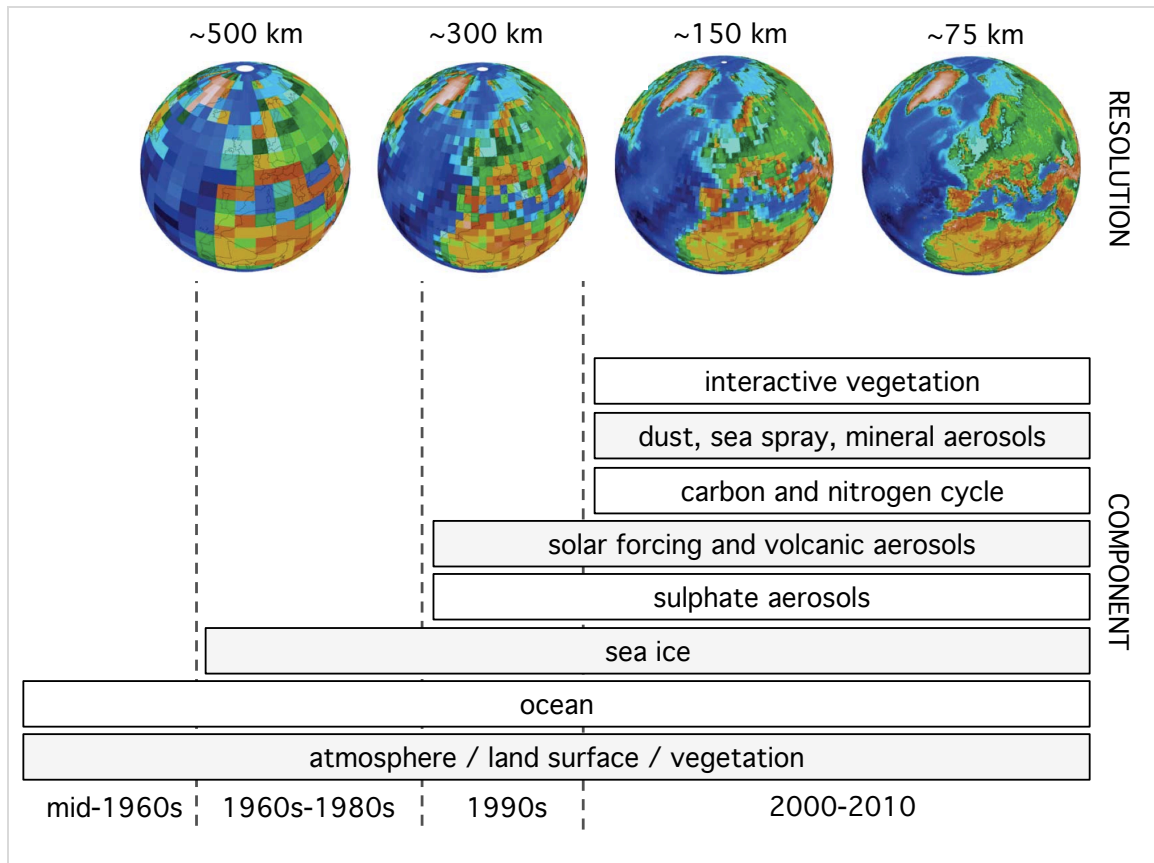 ~500 km
~300 km
~150 km
~75 km
RESOLUTION
interactive vegetation
dust, sea spray, mineral aerosols
carbon and nitrogen cycle
solar forcing and volcanic aerosols
sulphate aerosols
sea ice
ocean
atmosphere / land surface / vegetation
COMPONENT
mid-1960s
1960s-1980s
1990s
2000-2010